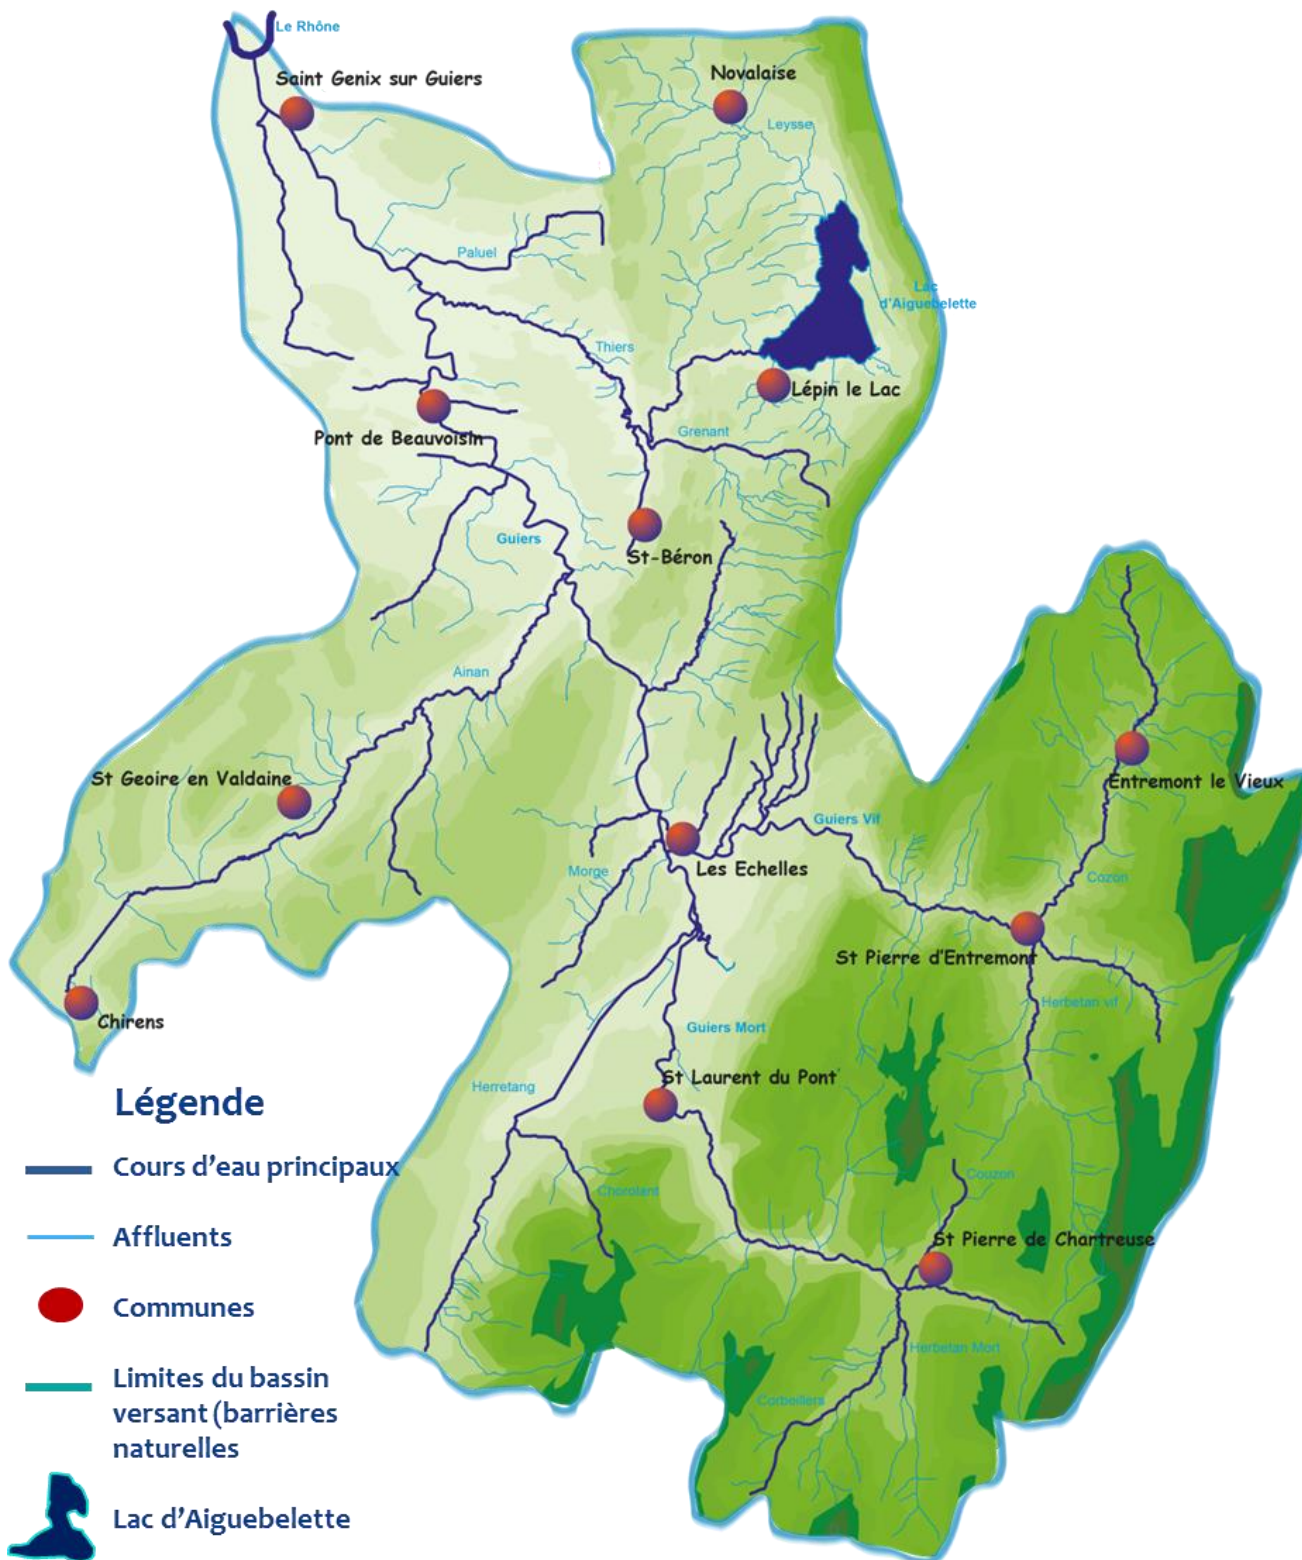 Le Rhône
Saint Genix sur Guiers
Novalaise
Leysse
Paluel
Lac
d'Aiguebelette
Thiers
Lépin le Lac
Pont de Beauvoisin
Grenant
Guiers
St-Béron
Ainan
St Geoire en Valdaine
Entremont le Vieux
Guiers Vif
Morge
Les Echelles
Cozon
St Pierre d'Entremont
Herbetan vif
Chirens
Guiers Mort
St Laurent du Pont
Herretang
Chorolant
Couzon
St Pierre de Chartreuse
Herbetan Mort
Corbeillers
Légende
Cours d'eau principaux
Affluents
Communes
Limites du bassin
versant (barrières
naturelles
Lac d'Aiguebelette